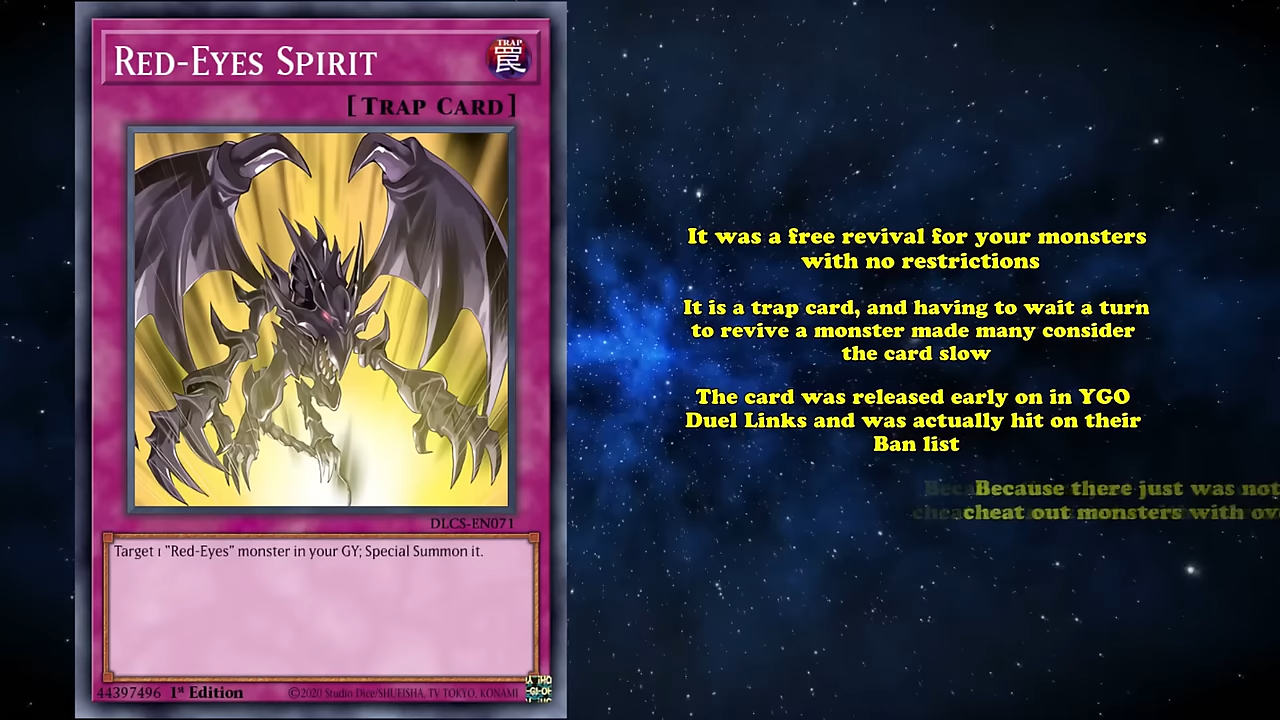 RED-EYES SPIRIT
TRAP
罠
[TRAP CARD]
DLCS-EN071
Target 1 "Red-Eyes" monster in your GY; Special Summon it.
44397496 1st Edition
©2020 Studio Dice/SHUEISHA, TV TOKYO, KONAMI
It was a free revival for your monsters
with no restrictions
It is a trap card, and having to wait a turn
to revive a monster made many consider
the card slow
The card was released early on in YGO
Duel Links and was actually hit on their
Ban list
Because there just was not
cheat out monsters with